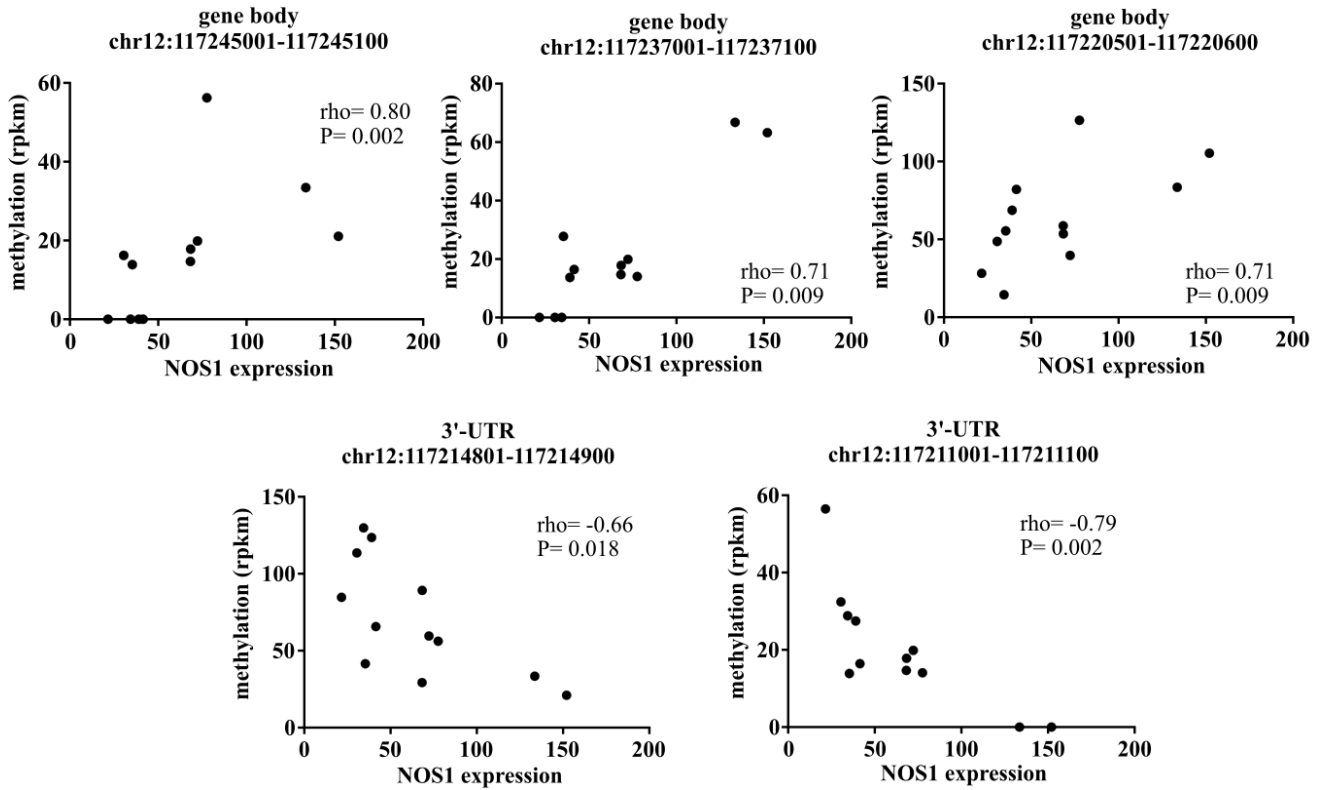 gene body
chr12:117245001-117245100
methylation (rpkm)
60
40
20
0
0
50
100
150
200
rho= 0.80
P= 0.002
NOS1 expression
gene body
chr12:117237001-117237100
methylation (rpkm)
80
60
40
20
0
0
50
100
150
200
rho= 0.71
P= 0.009
NOS1 expression
gene body
chr12:117220501-117220600
methylation (rpkm)
150
100
50
0
0
50
100
150
200
rho= 0.71
P= 0.009
NOS1 expression
3'-UTR
chr12:117214801-117214900
methylation (rpkm)
150
100
50
0
0
50
100
150
200
rho= -0.66
P= 0.018
NOS1 expression
3'-UTR
chr12:117211001-117211100
methylation (rpkm)
60
40
20
0
0
50
100
150
200
rho= -0.79
P= 0.002
NOS1 expression